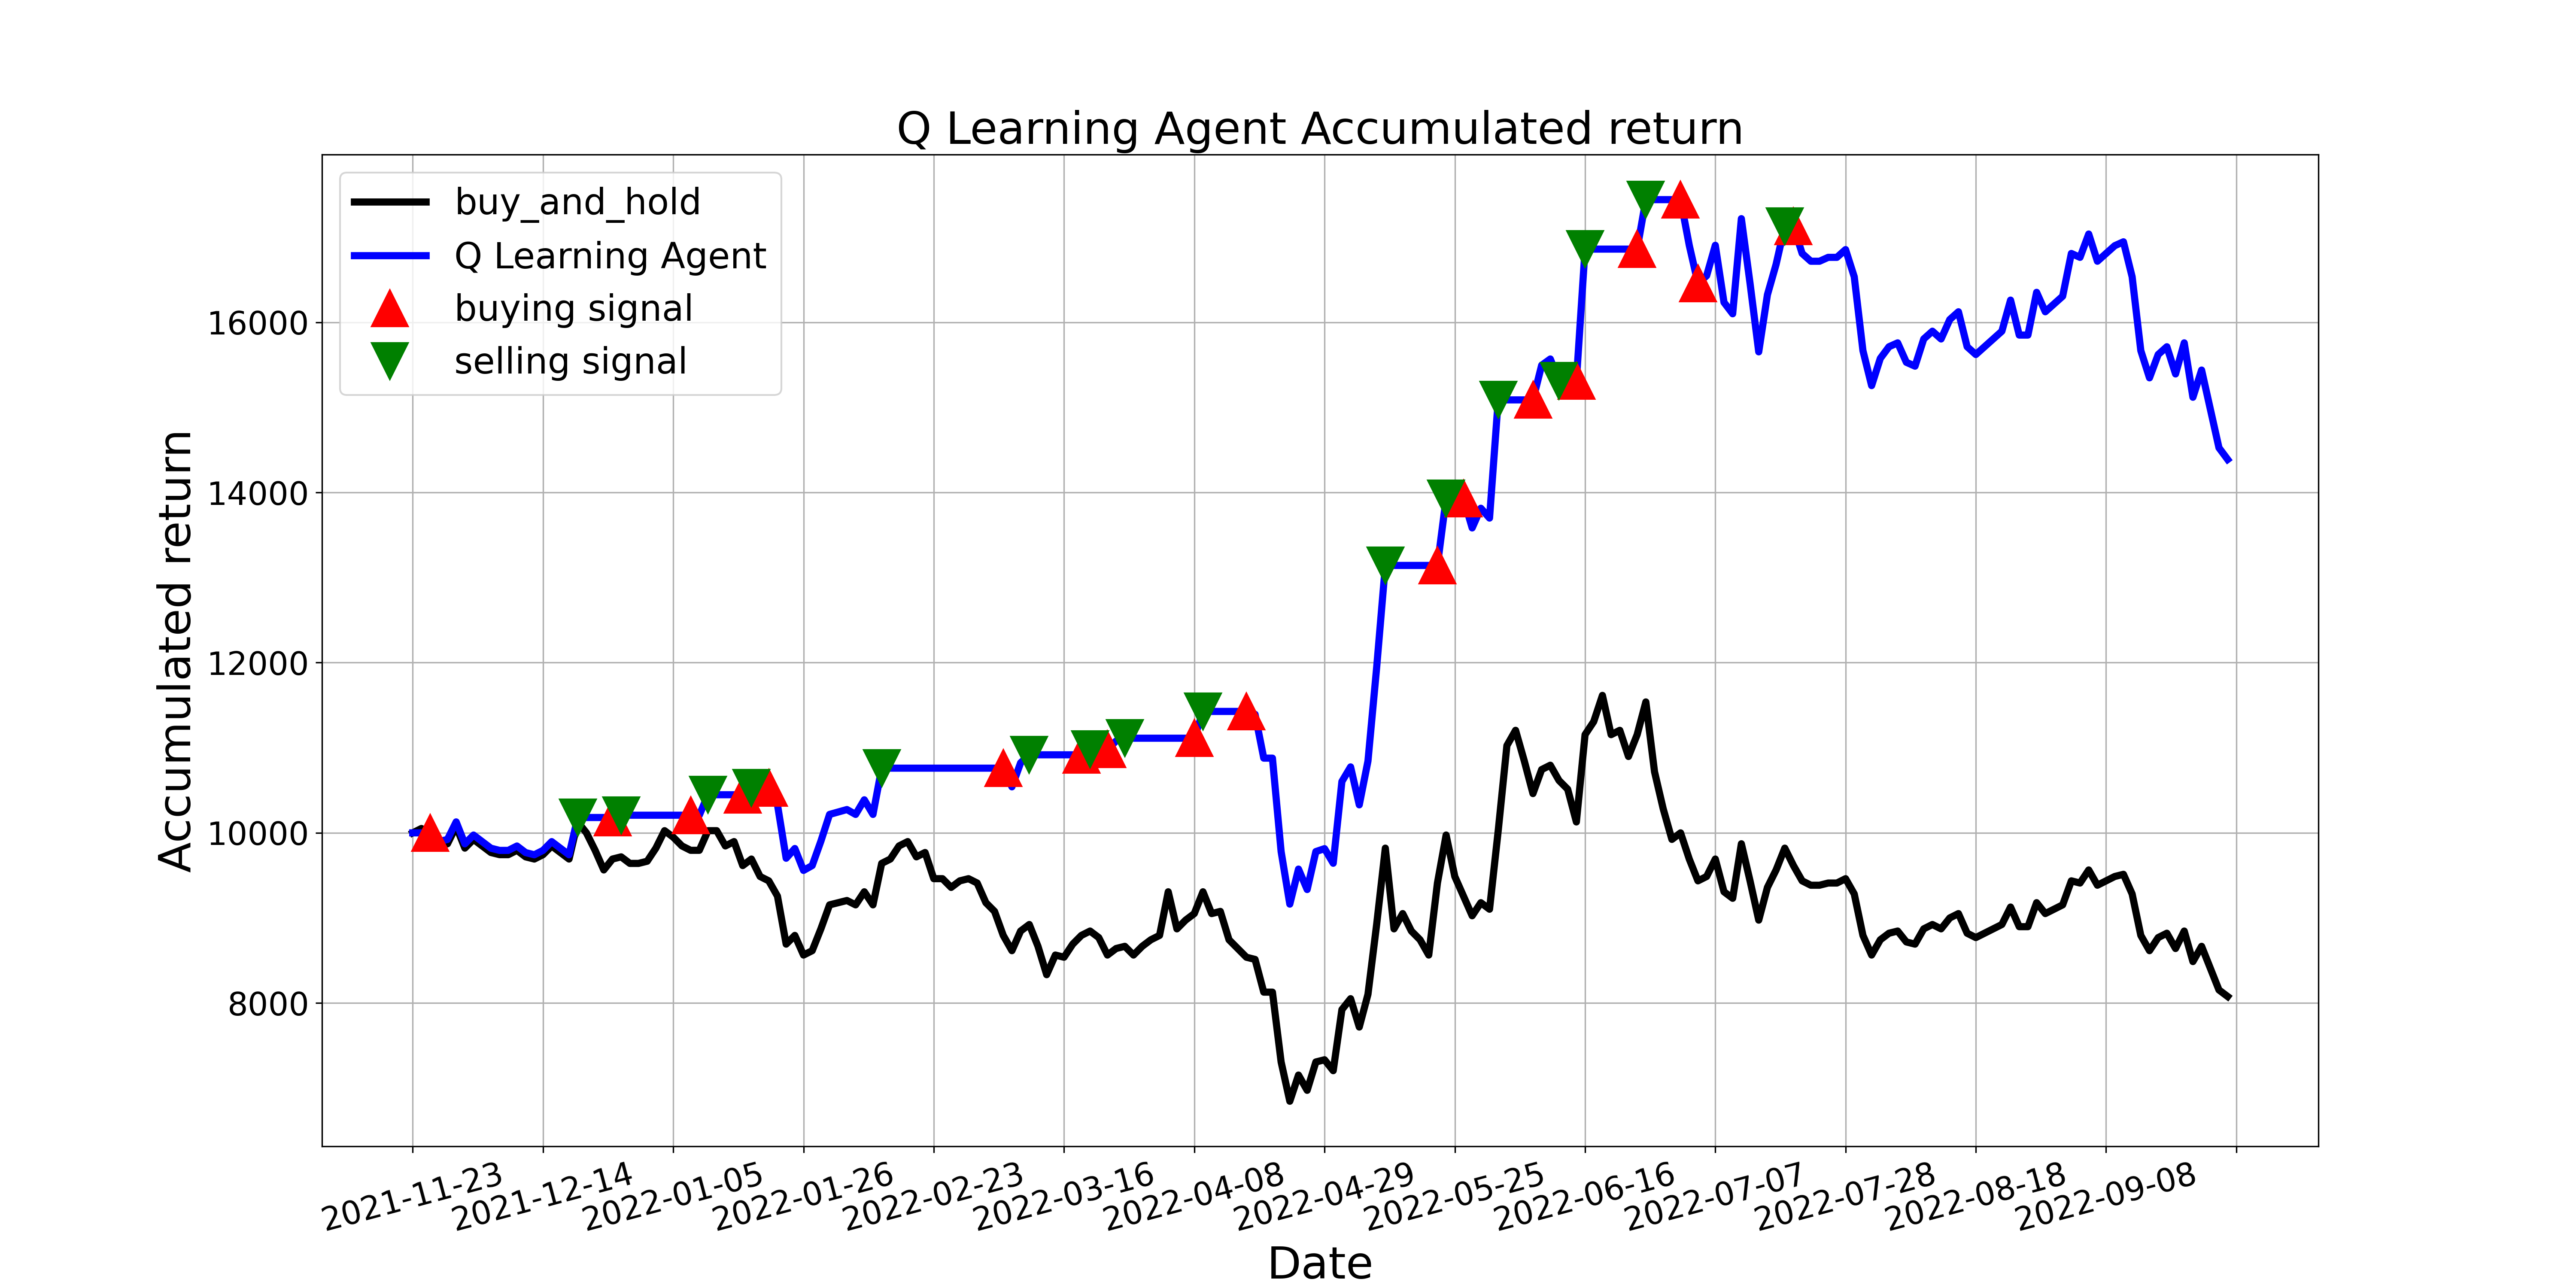 Q Learning Agent Accumulated return
buy_and_hold
Q Learning Agent
buying signal
selling signal
Accumulated return
16000
14000
12000
10000
8000
2021-11-23
2021-12-14
2022-01-05
2022-01-26
2022-02-23
2022-03-16
2022-04-08
2022-04-29
2022-05-25
2022-06-16
2022-07-07
2022-07-28
2022-08-18
2022-09-08
Date